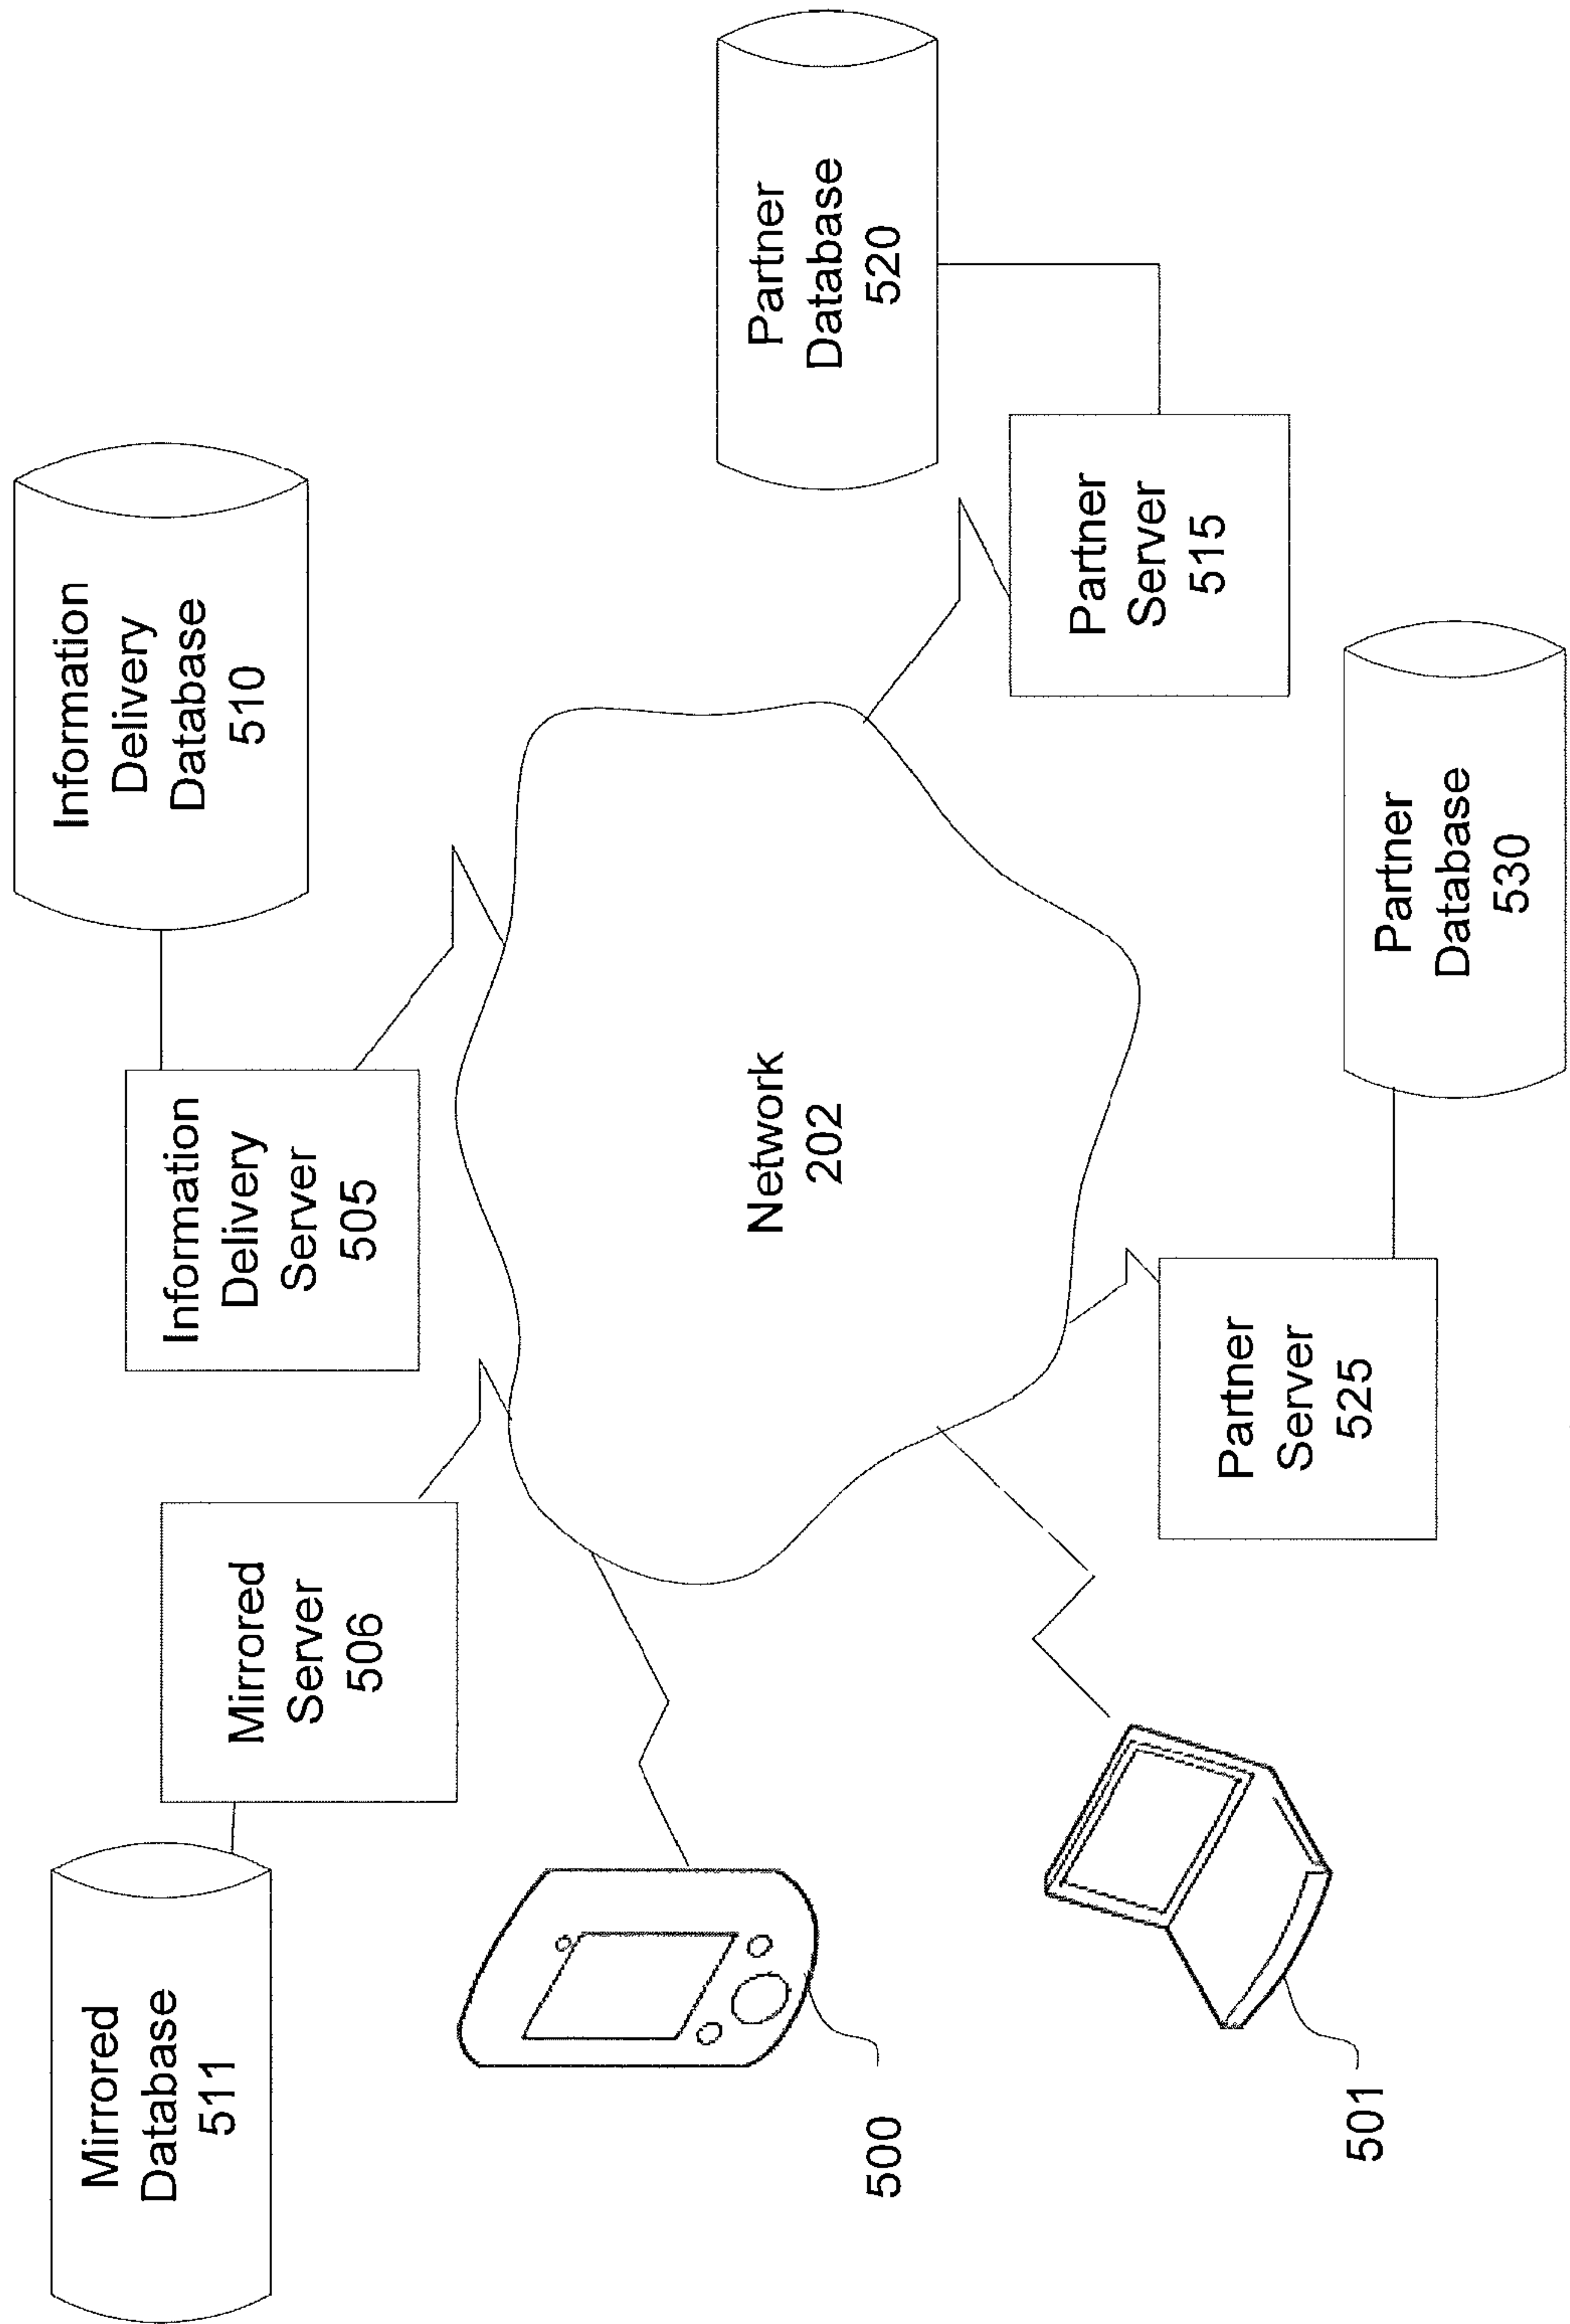 Mirrored
Database
511
Mirrored
Server
506
Information
Delivery
Server
505
Information
Delivery
Database
510
500
Network
202
Partner
Database
520
Partner
Server
515
501
Partner
Server
525
Partner
Database
530